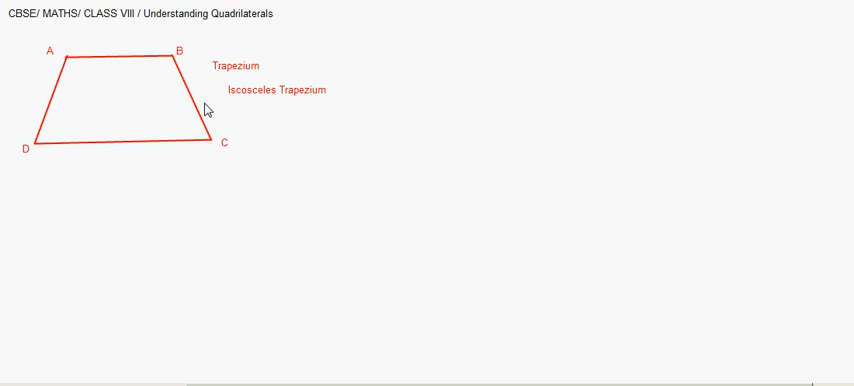 CBSE/ MATHS/ CLASS VIII / Understanding Quadrilaterals
A
B
Trapezium
Iscosceles Trapezium
D
C